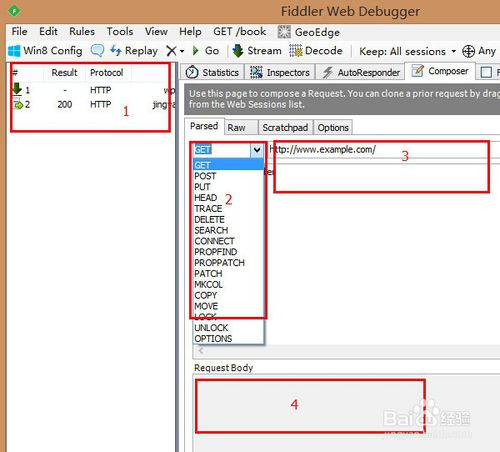 Fiddler Web Debugger
File Edit Rules Tools View Help GET /book GeoEdge
Win8 Config Replay Go Stream Decode Keep: All sessions Any
# Result Protocol
1 - HTTP
2 200 HTTP
1
Statistics Inspectors AutoResponder Composer
Use this page to compose a Request. You can clone a prior request by drag
from the Web Sessions list.
Parsed Raw Scratchpad Options
GET http://www.example.com/
3
GET
POST
PUT
HEAD
2
TRACE
DELETE
SEARCH
CONNECT
PROPFIND
PROPPATCH
PATCH
MKCOL
COPY
MOVE
LOCK
UNLOCK
OPTIONS
Request Body
4
Baidu 经验
jingyan.baidu.com